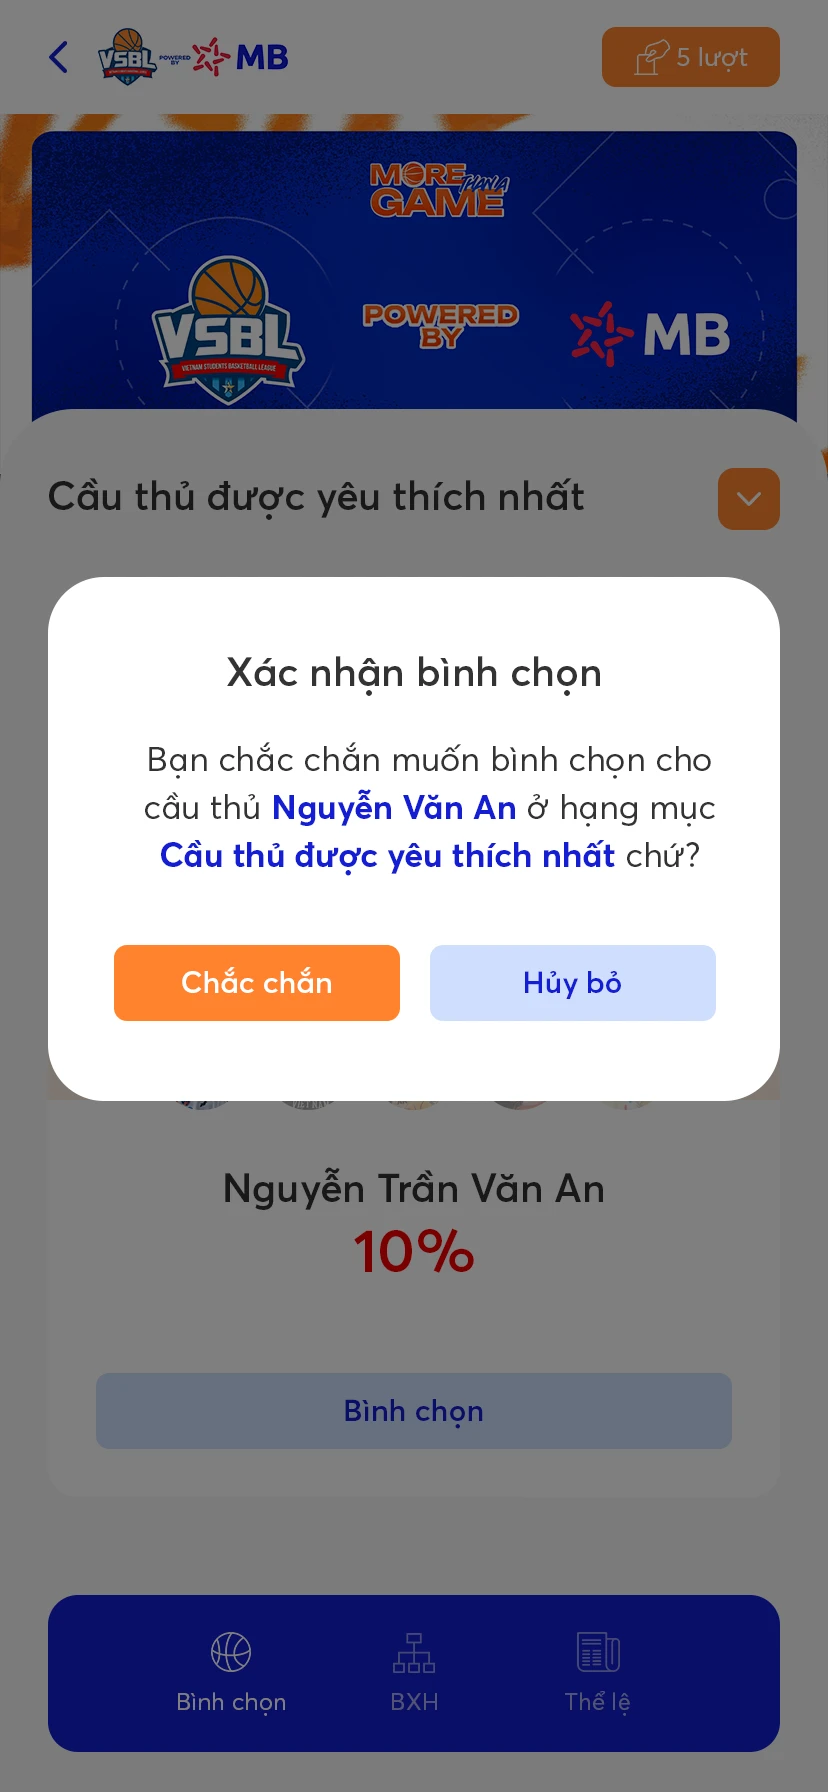 VSBL
POWERED
BY
MB
5 lượt
MORE
THAN A
GAME
VSBL
VIETNAM STUDENTS BASKETBALL LEAGUE
POWERED
BY
MB
Cầu thủ được yêu thích nhất
Xác nhận bình chọn
Bạn chắc chắn muốn bình chọn cho
cầu thủ Nguyễn Văn An ở hạng mục
Cầu thủ được yêu thích nhất chứ?
Chắc chắn
Hủy bỏ
Nguyễn Trần Văn An
10%
Bình chọn
Bình chọn
BXH
Thể lệ